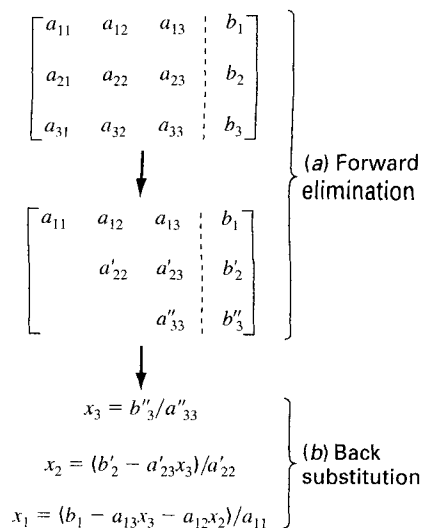 a₁₁ a₁₂ a₁₃ b₁
a₂₁ a₂₂ a₂₃ b₂
a₃₁ a₃₂ a₃₃ b₃
(a) Forward
elimination
a₁₁ a₁₂ a₁₃ b₁
a′₂₂ a′₂₃ b′₂
a″₃₃ b″₃
x₃ = b″₃/a″₃₃
x₂ = (b′₂ − a′₂₃x₃)/a′₂₂
x₁ = (b₁ − a₁₃x₃ − a₁₂x₂)/a₁₁
(b) Back
substitution